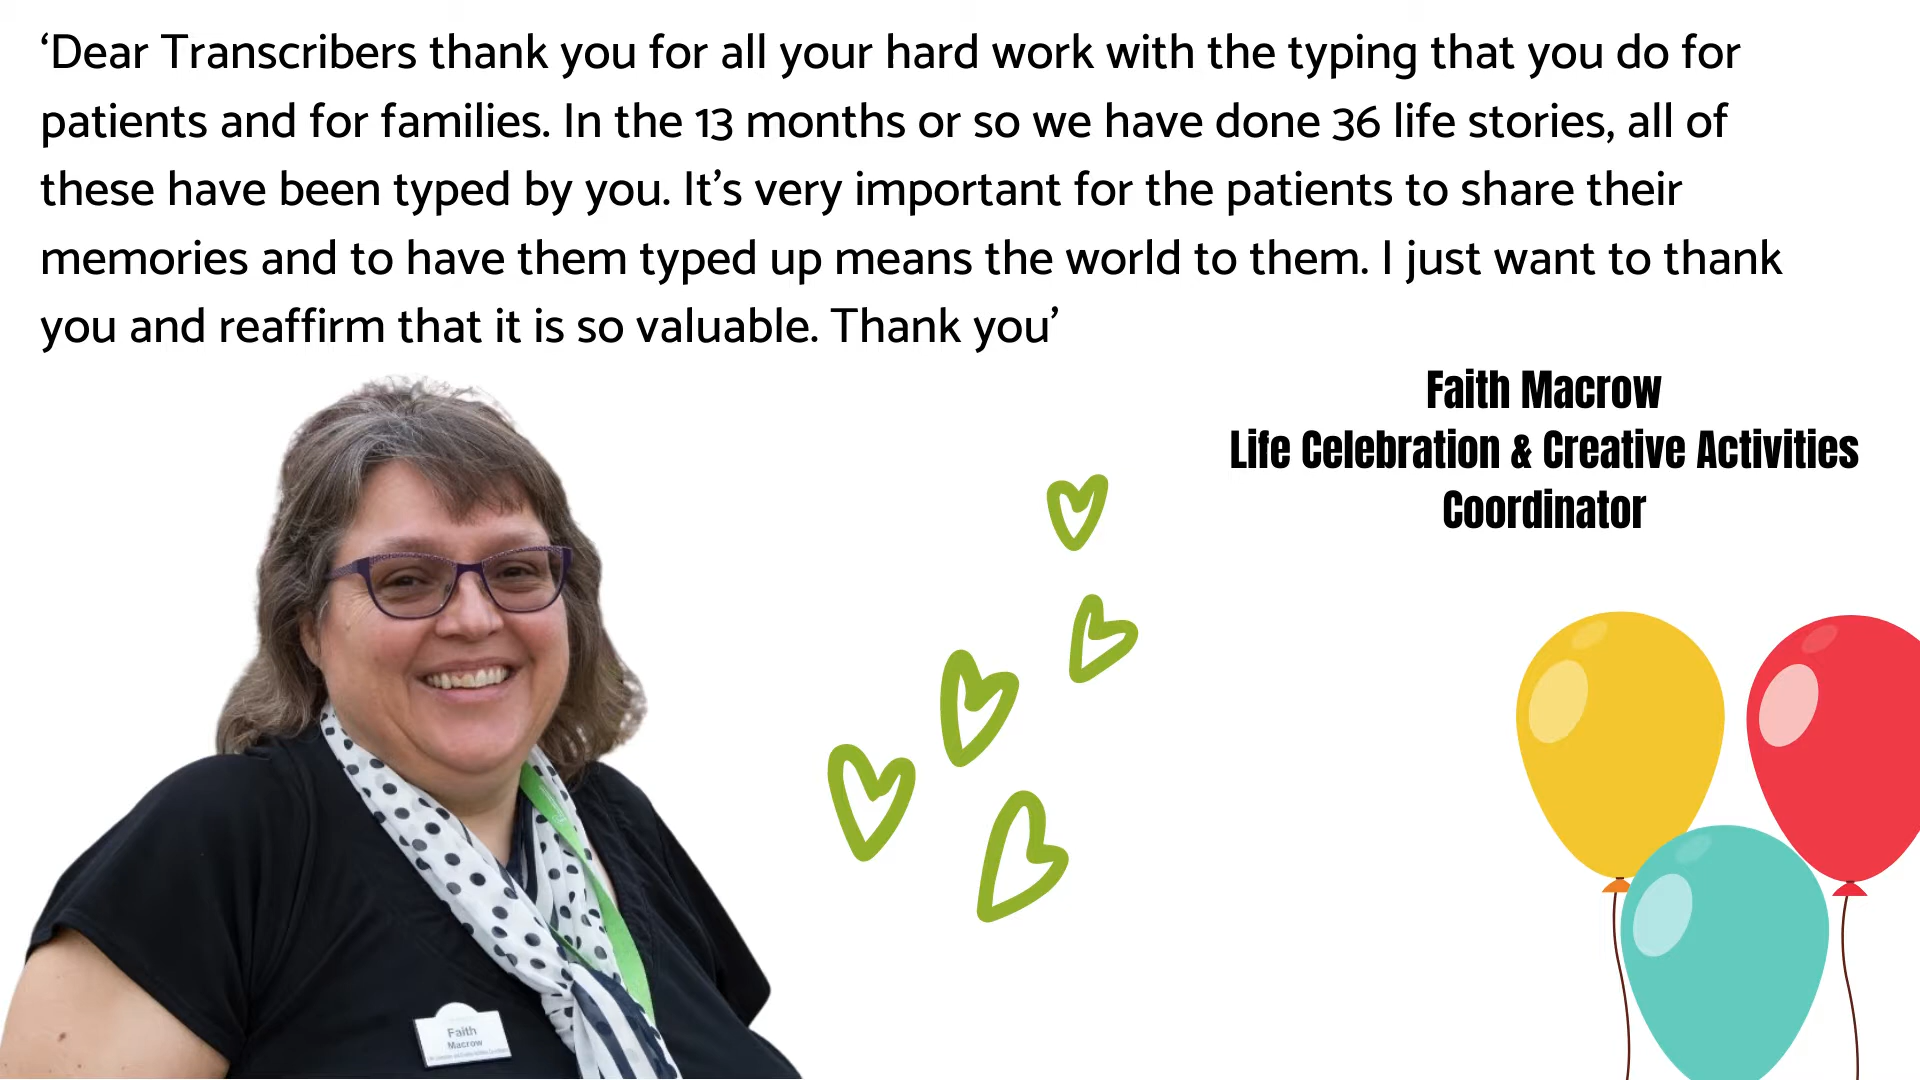 ‘Dear Transcribers thank you for all your hard work with the typing that you do for
patients and for families. In the 13 months or so we have done 36 life stories, all of
these have been typed by you. It’s very important for the patients to share their
memories and to have them typed up means the world to them. I just want to thank
you and reaffirm that it is so valuable. Thank you’
Faith Macrow
Life Celebration & Creative Activities
Coordinator
Faith
Macrow